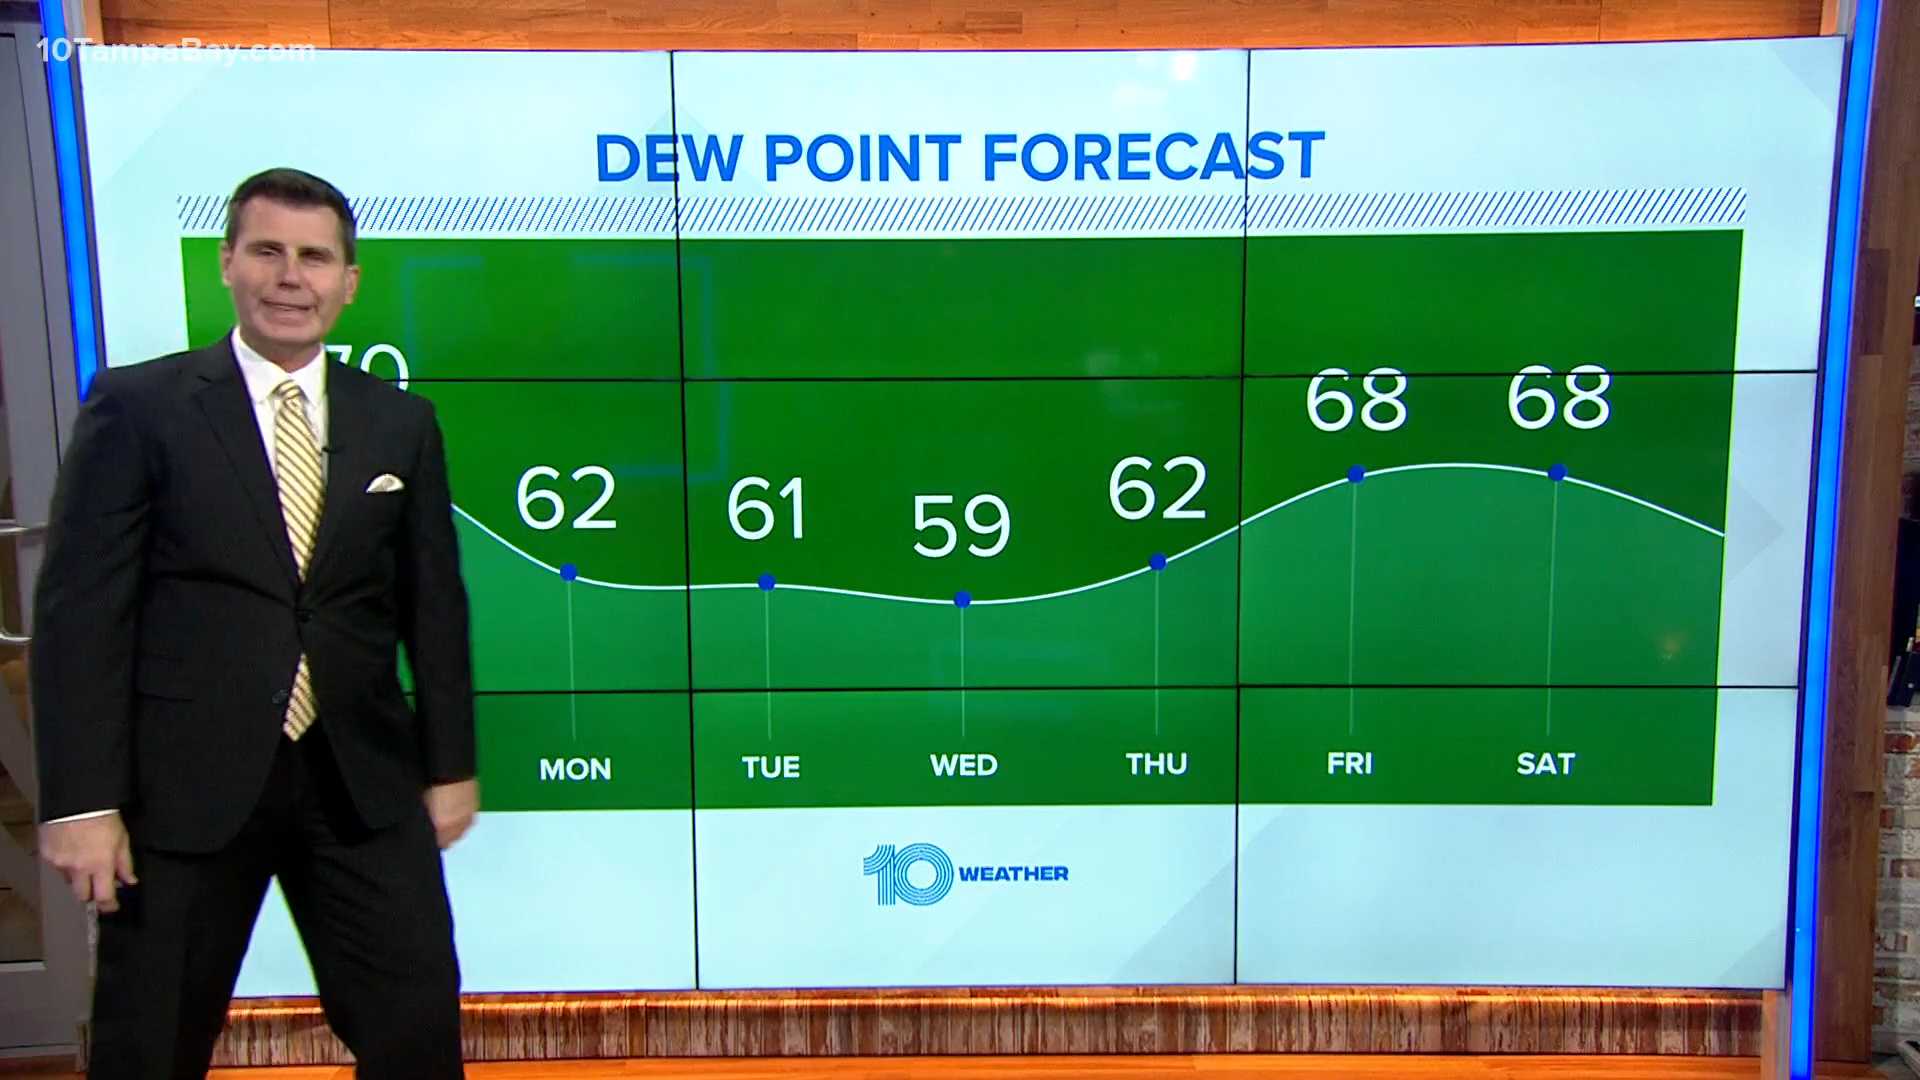 10TampaBay.com
DEW POINT FORECAST
70
62
61
59
62
68
68
MON
TUE
WED
THU
FRI
SAT
10 WEATHER